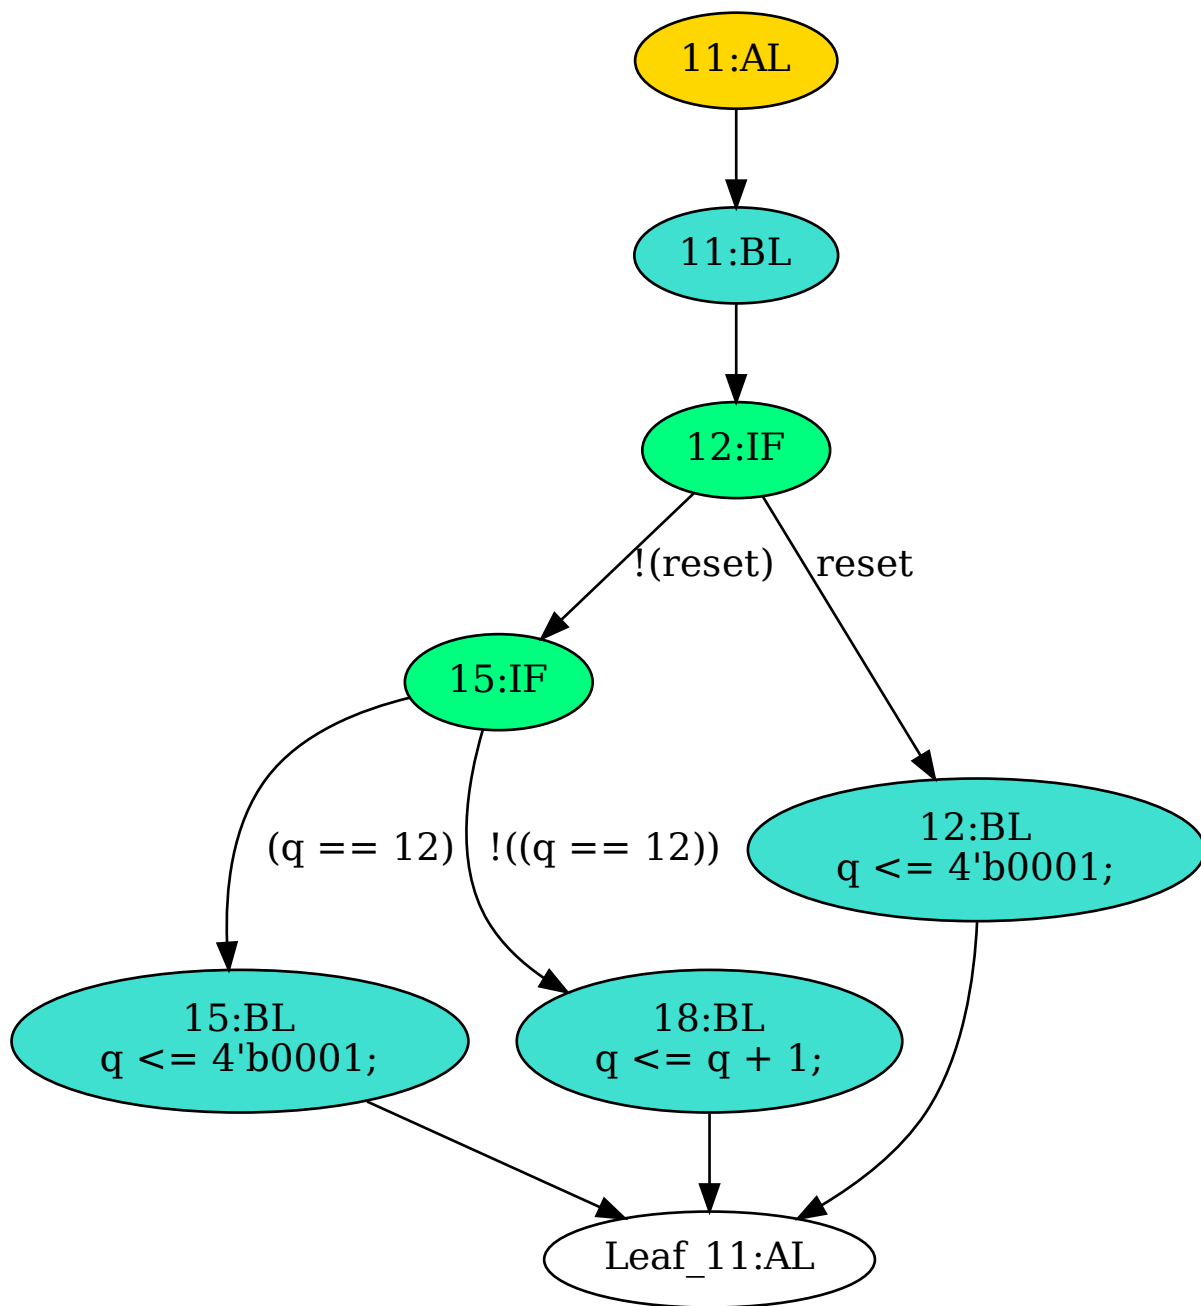 11:AL
11:BL
12:IF
!(reset)
reset
15:IF
(q == 12)
!((q == 12))
12:BL
q <= 4'b0001;
15:BL
q <= 4'b0001;
18:BL
q <= q + 1;
Leaf_11:AL